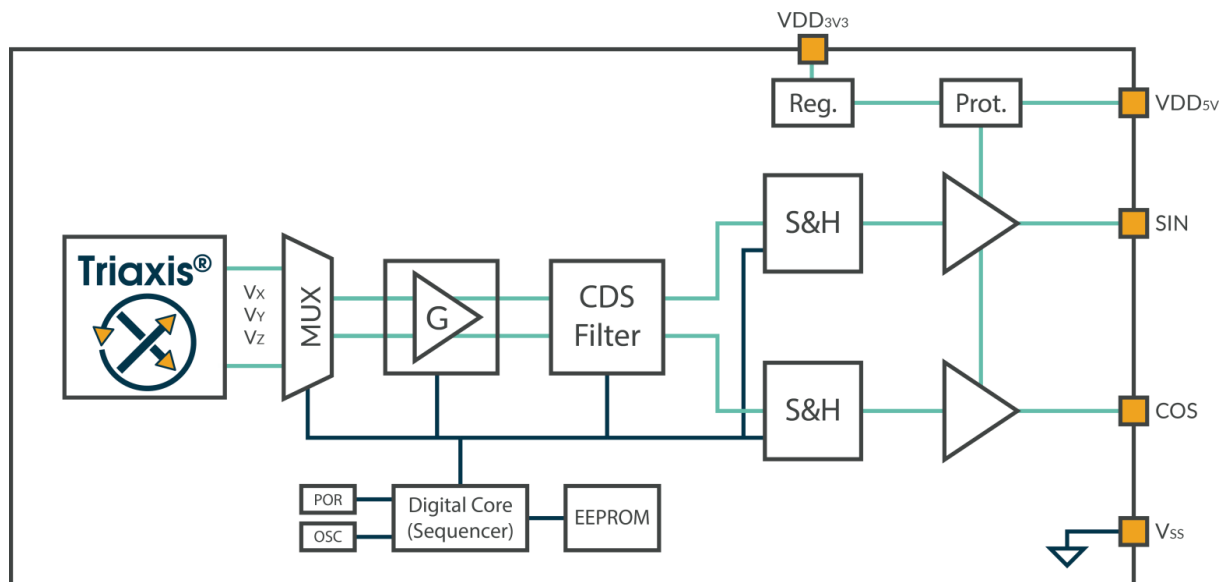 VDD3V3
Reg.
Prot.
VDD5V
S&H
SIN
Triaxis®
VX
VY
VZ
MUX
G
CDS
Filter
S&H
COS
POR
OSC
Digital Core
(Sequencer)
EEPROM
VSS